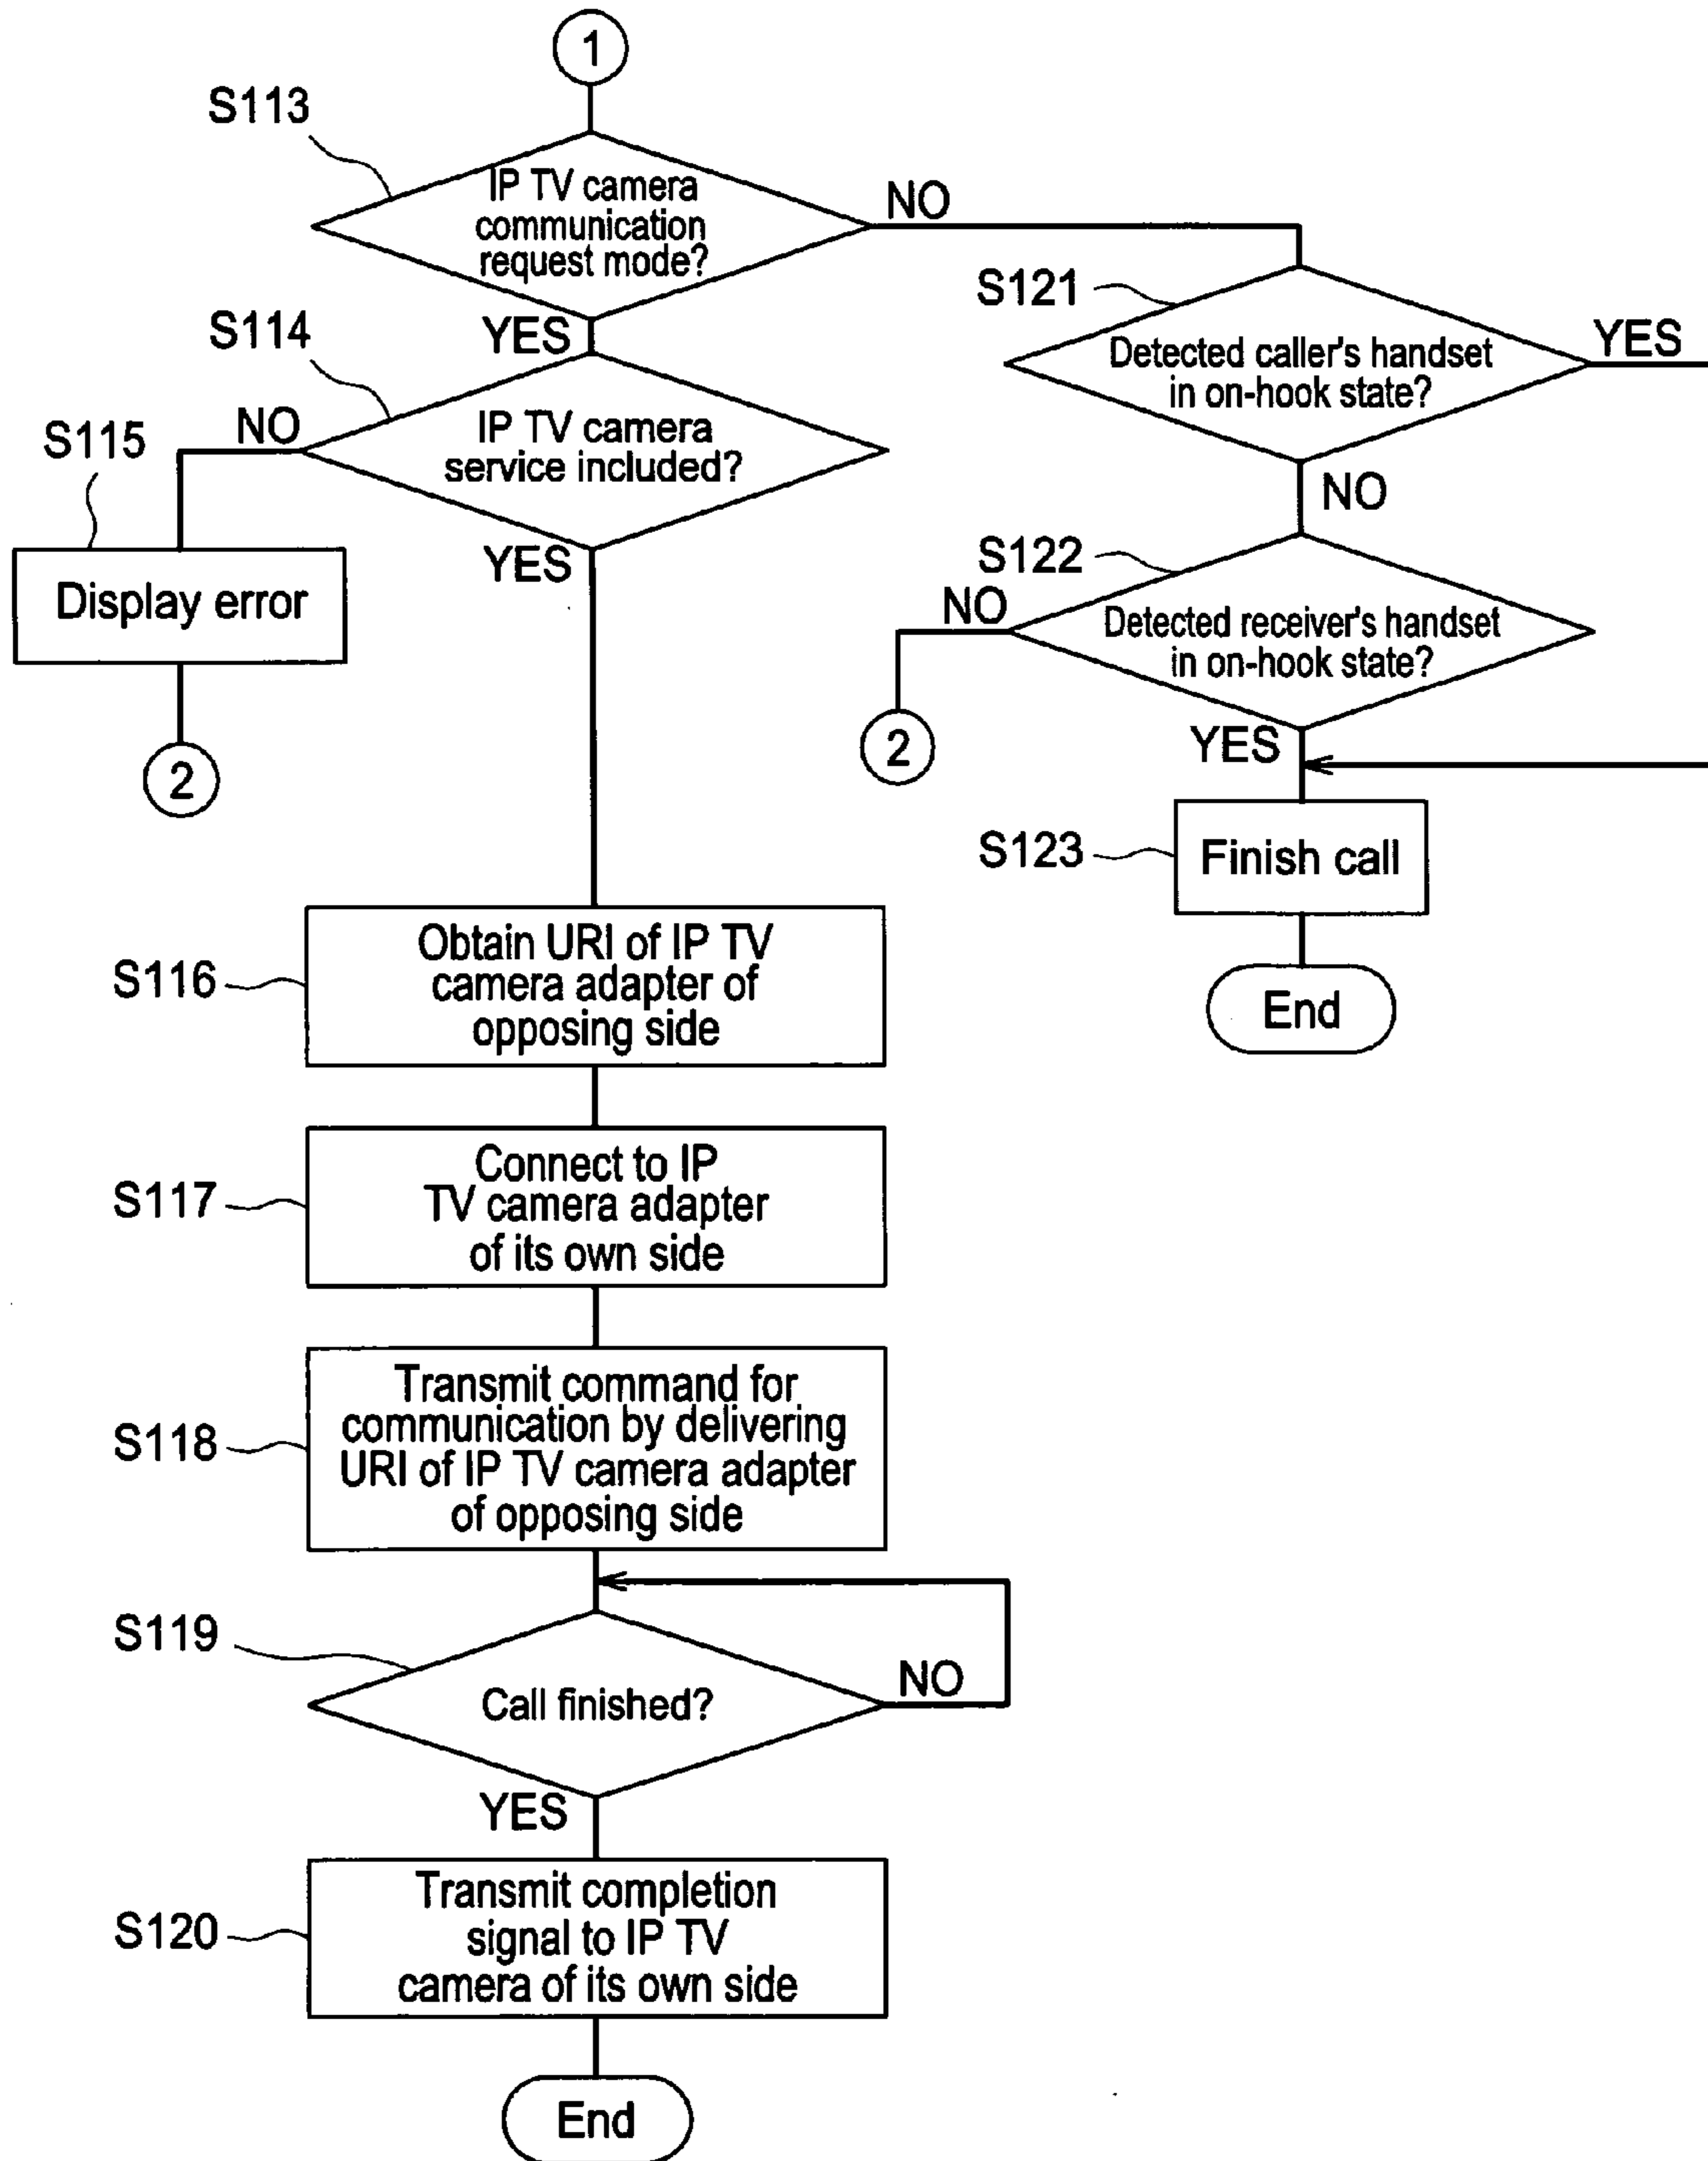 1
S113
IP TV camera
communication
request mode?
NO
YES
S114
IP TV camera
service included?
NO
YES
S115
Display error
2
S121
Detected caller's handset
in on-hook state?
YES
NO
S122
Detected receiver's handset
in on-hook state?
NO
2
YES
S123
Finish call
End
S116
Obtain URI of IP TV
camera adapter of
opposing side
S117
Connect to IP
TV camera adapter
of its own side
S118
Transmit command for
communication by delivering
URI of IP TV camera adapter
of opposing side
S119
Call finished?
NO
YES
S120
Transmit completion
signal to IP TV
camera of its own side
End